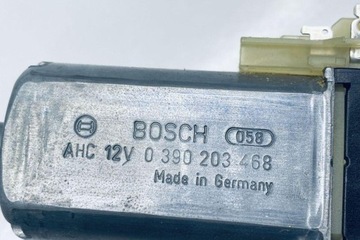 BOSCH 058
AHC 12V 0 390 203 468
Made in Germany